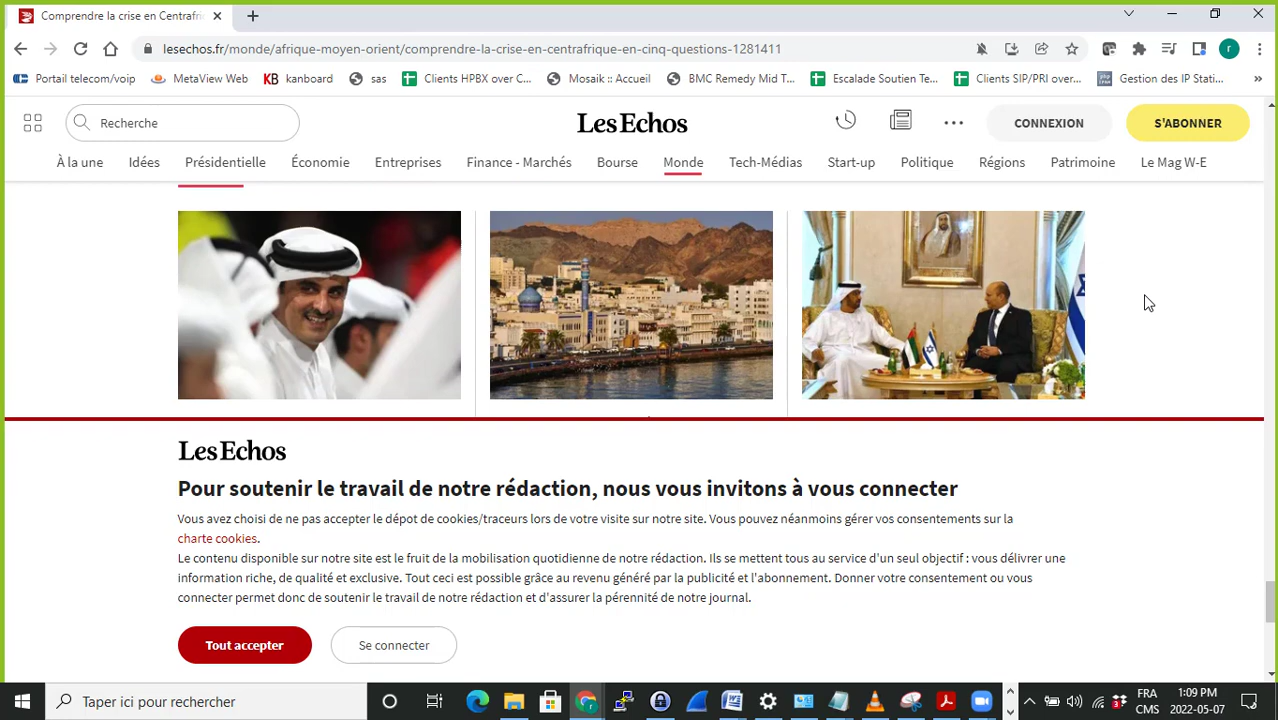 Comprendre la crise en Centrafri
lesechos.fr/monde/afrique-moyen-orient/comprendre-la-crise-en-centrafrique-en-cinq-questions-1281411
r
Portail telecom/voip
MetaView Web
KB kanboard
sas
Clients HPBX over C...
Mosaik :: Accueil
BMC Remedy Mid T...
Escalade Soutien Te...
Clients SIP/PRI over...
Gestion des IP Stati...
»
Recherche
Les Echos
CONNEXION
S'ABONNER
À la une
Idées
Présidentielle
Économie
Entreprises
Finance - Marchés
Bourse
Monde
Tech-Médias
Start-up
Politique
Régions
Patrimoine
Le Mag W-E
Les Echos
Pour soutenir le travail de notre rédaction, nous vous invitons à vous connecter
Vous avez choisi de ne pas accepter le dépôt de cookies/traceurs lors de votre visite sur notre site. Vous pouvez néanmoins gérer vos consentements sur la
charte cookies.
Le contenu disponible sur notre site est le fruit de la mobilisation quotidienne de notre rédaction. Ils se mettent tous au service d'un seul objectif : vous délivrer une
information riche, de qualité et exclusive. Tout ceci est possible grâce au revenu généré par la publicité et l'abonnement. Donner votre consentement ou vous
connecter permet donc de soutenir le travail de notre rédaction et d'assurer la pérennité de notre journal.
Tout accepter
Se connecter
Taper ici pour rechercher
FRA
CMS
1:09 PM
2022-05-07